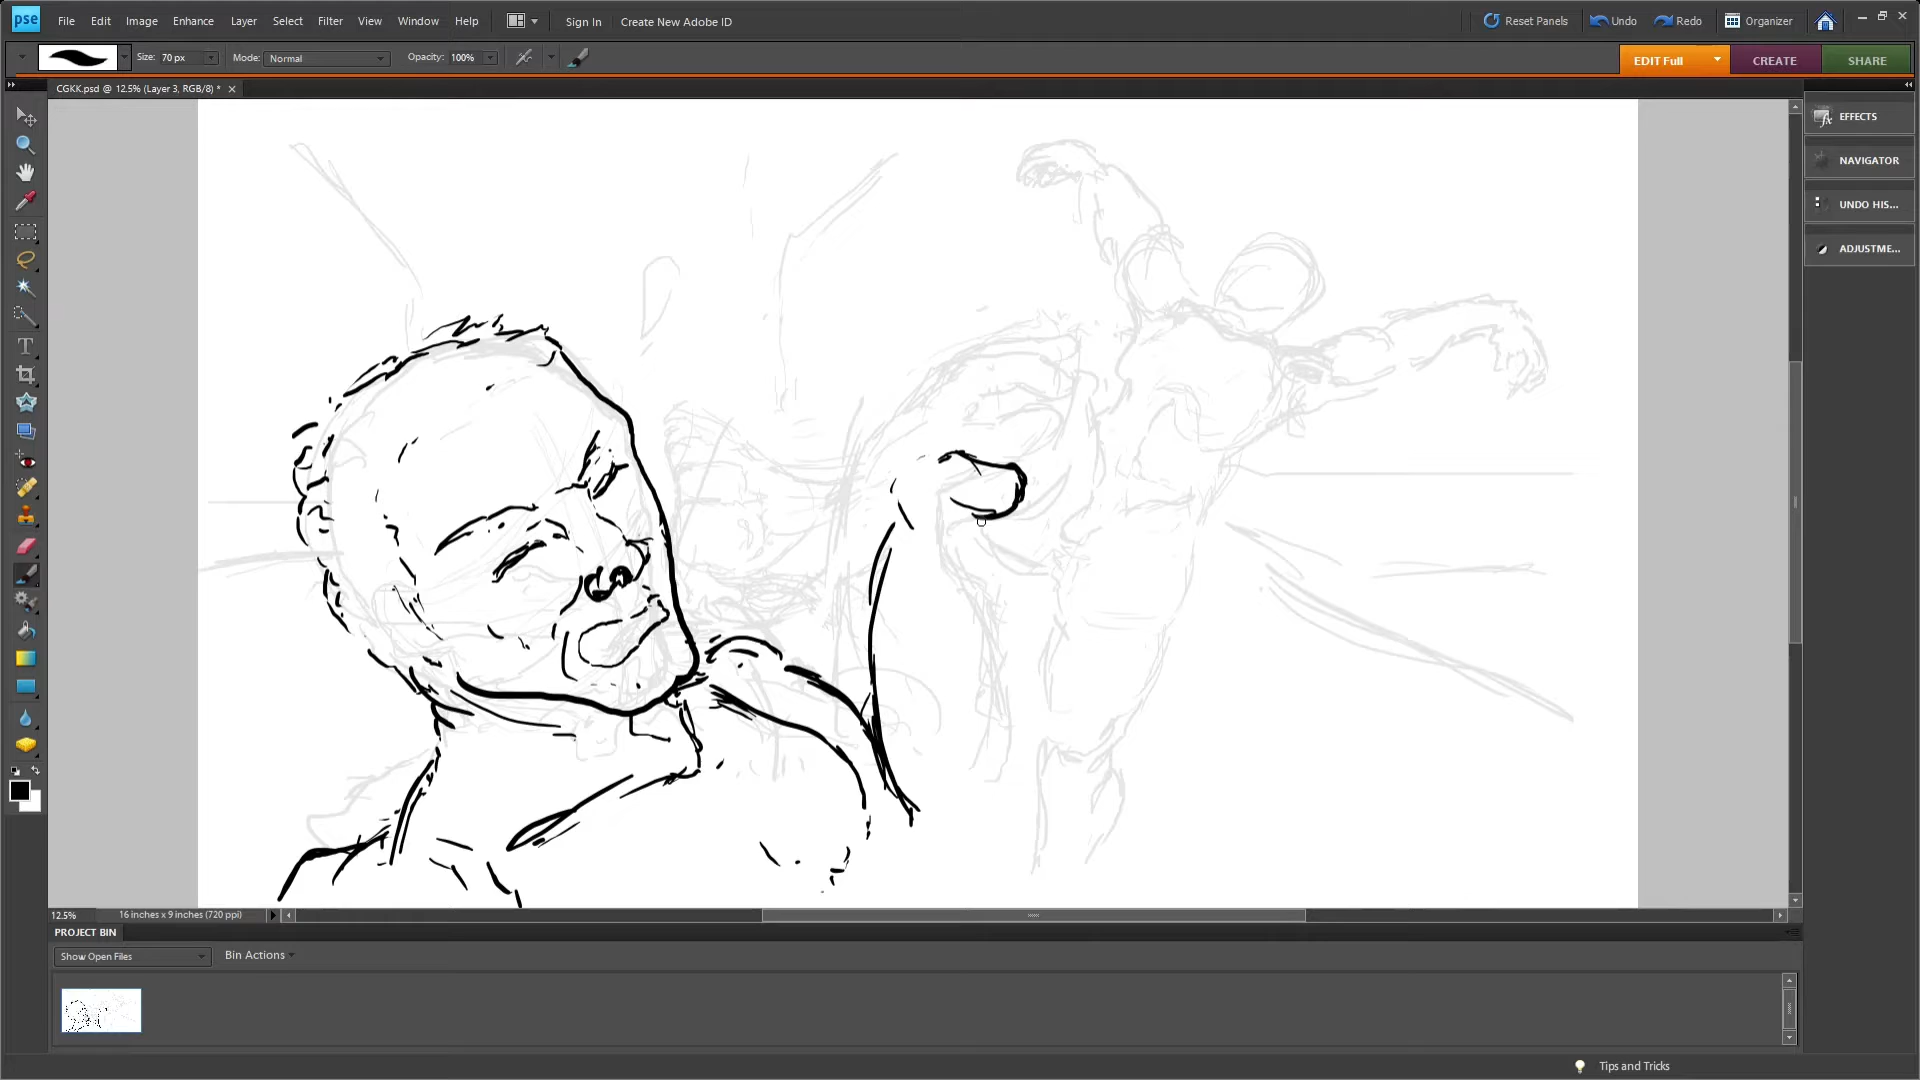 pse File Edit Image Enhance Layer Select Filter View Window Help Sign In Create New Adobe ID Reset Panels Undo Redo Organizer
Size: 70 px Mode: Normal Opacity: 100% EDIT Full CREATE SHARE
CGKK.psd @ 12.5% (Layer 3, RGB/8) *
EFFECTS
NAVIGATOR
UNDO HIS...
ADJUSTME...
12.5% 16 inches x 9 inches (720 ppi)
PROJECT BIN
Show Open Files Bin Actions
Tips and Tricks